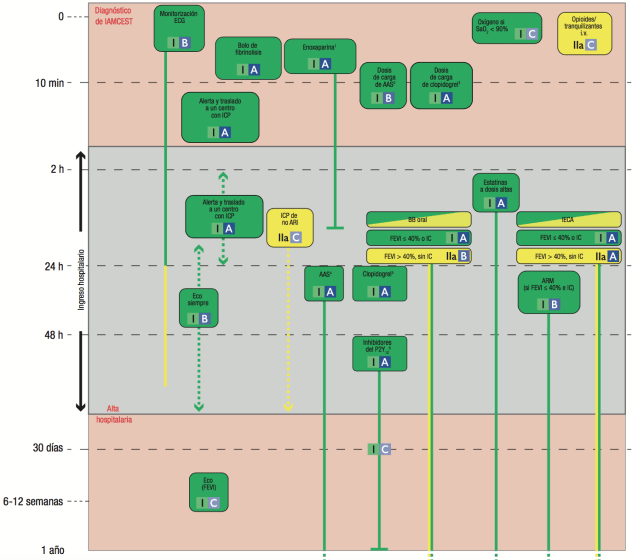 0
Diagnóstico
de IAMCEST
Monitorización
ECG
I B
Bolo de
fibrinolisis
I A
Enoxaparina¹
I A
Oxígeno si
SaO₂ < 90%
I C
Opioides/
tranquilizantes
i.v.
IIa C
10 min
Dosis
de carga
de AAS²
I B
Dosis
de carga
de clopidogrel³
I A
Alerta y traslado
a un centro
con ICP
I A
2 h
Ingreso hospitalario
Alerta y traslado
a un centro
con ICP
I A
ICP de
no ARI
IIa C
Estatinas
a dosis altas
I A
BB oral
FEVI ≤ 40% o IC I A
FEVI > 40%, sin IC IIa B
IECA
FEVI ≤ 40% o IC I A
FEVI > 40%, sin IC IIa A
24 h
AAS
I A
Clopidogrel
I A
ARM
(si FEVI ≤ 40% o IC)
I B
Eco
siempre
I B
48 h
Inhibidores
del P2Y₁₂
I A
Alta
hospitalaria
30 días
I C
6-12 semanas
Eco
(FEVI)
I C
1 año